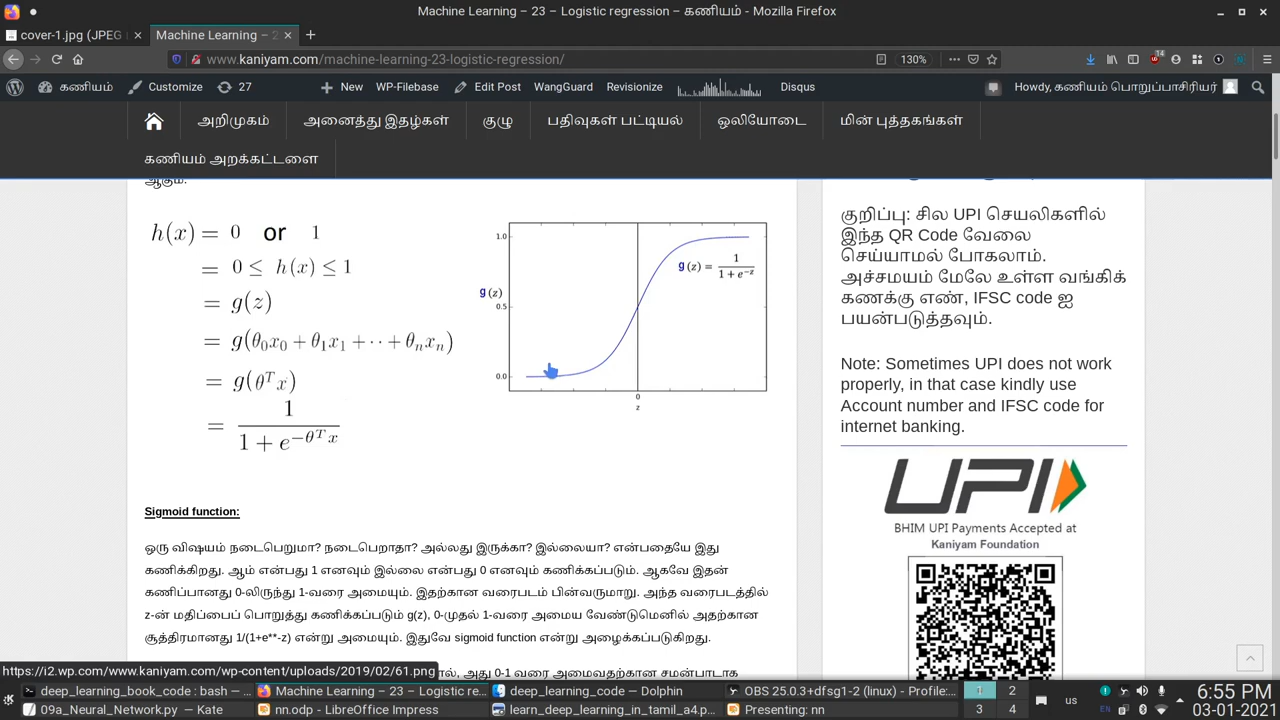 Machine Learning – 23 – Logistic regression – கணியம் - Mozilla Firefox
cover-1.jpg (JPEG
Machine Learning – 2
www.kaniyam.com/machine-learning-23-logistic-regression/
130%
14
கணியம்
Customize
27
New
WP-Filebase
Edit Post
WangGuard
Revisionize
Disqus
Howdy, கணியம் பொறுப்பாசிரியர்
அறிமுகம்
அனைத்து இதழ்கள்
குழு
பதிவுகள் பட்டியல்
ஒலியோடை
மின் புத்தகங்கள்
கணியம் அறக்கட்டளை
ஆகும்.
h(x) = 0 or 1
= 0 ≤ h(x) ≤ 1
= g(z)
= g(θ₀x₀ + θ₁x₁ + ·· + θₙxₙ)
= g(θᵀx)
= 1 / (1 + e^(−θᵀx))
1.0
g(z) = 1 / (1 + e^(−z))
g(z)
0.5
0.0
0
z
Sigmoid function:
ஒரு விஷயம் நடைபெறுமா? நடைபெறாதா? அல்லது இருக்கா? இல்லையா? என்பதையே இது
கணிக்கிறது. ஆம் என்பது 1 எனவும் இல்லை என்பது 0 எனவும் கணிக்கப்படும். ஆகவே இதன்
கணிப்பானது 0-லிருந்து 1-வரை அமையும். இதற்கான வரைபடம் பின்வருமாறு. அந்த வரைபடத்தில்
z-ன் மதிப்பைப் பொறுத்து கணிக்கப்படும் g(z), 0-முதல் 1-வரை அமைய வேண்டுமெனில் அதற்கான
சூத்திரமானது 1/(1+e**-z) என்று அமையும். இதுவே sigmoid function என்று அழைக்கப்படுகிறது.
அது 0-1 வரை அமைவதற்கான சமன்பாடாக
குறிப்பு: சில UPI செயலிகளில்
இந்த QR Code வேலை
செய்யாமல் போகலாம்.
அச்சமயம் மேலே உள்ள வங்கிக்
கணக்கு எண், IFSC code ஐ
பயன்படுத்தவும்.
Note: Sometimes UPI does not work
properly, in that case kindly use
Account number and IFSC code for
internet banking.
UPI
BHIM UPI Payments Accepted at
Kaniyam Foundation
https://i2.wp.com/www.kaniyam.com/wp-content/uploads/2019/02/61.png
deep_learning_book_code : bash — ...
Machine Learning – 23 – Logistic re...
deep_learning_code — Dolphin
OBS 25.0.3+dfsg1-2 (linux) - Profile:...
09a_Neural_Network.py — Kate
nn.odp - LibreOffice Impress
learn_deep_learning_in_tamil_a4.p...
Presenting: nn
1
2
3
4
us
EN
6:55 PM
03-01-2021